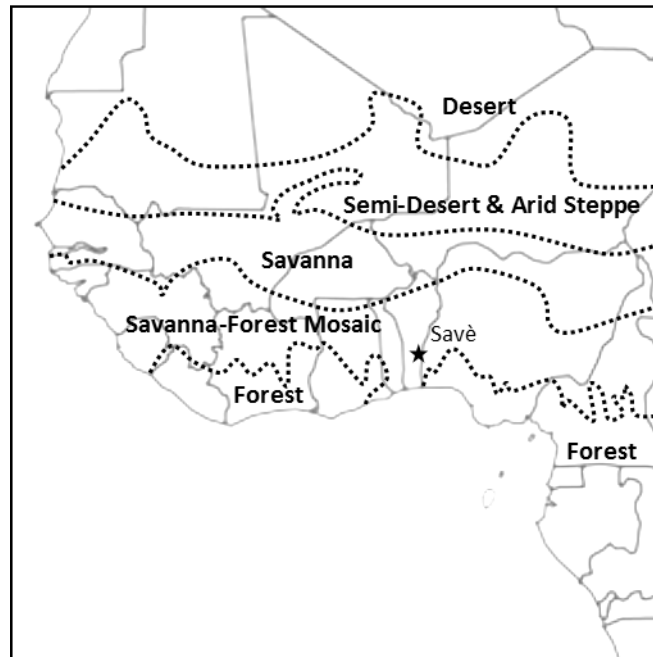 Desert
Semi-Desert & Arid Steppe
Savanna
Savanna-Forest Mosaic
Savè
Forest
Forest